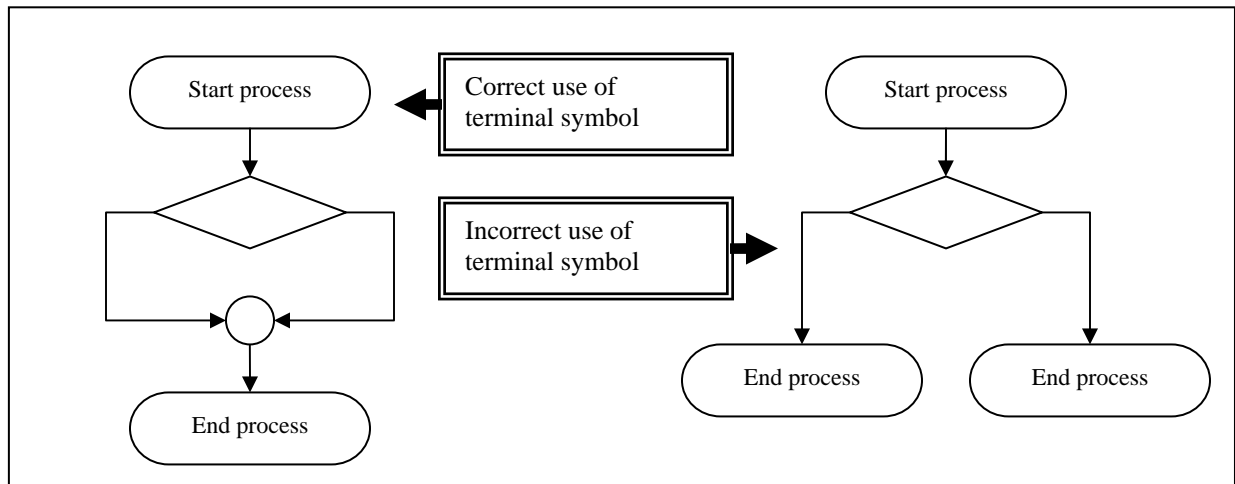 Start process
Correct use of
terminal symbol
Start process
Incorrect use of
terminal symbol
End process
End process
End process